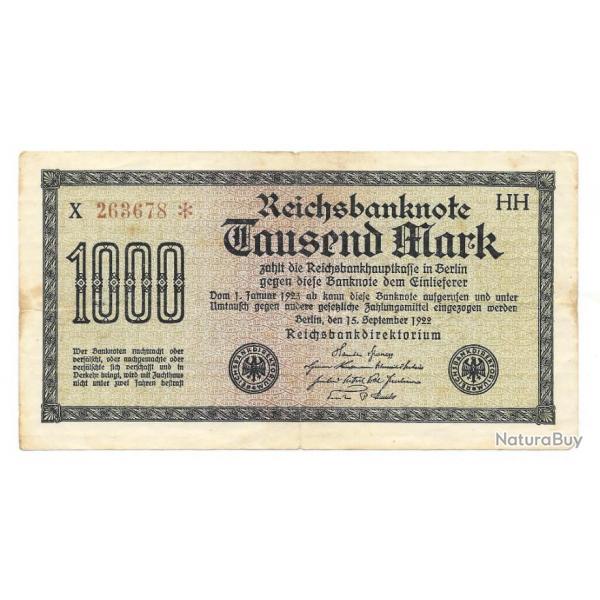 X 263678 *
HH
Reichsbanknote
Tausend Mark
1000
zahlt die Reichsbankhauptkasse in Berlin
gegen diese Banknote dem Einlieferer
Vom 1. Januar 1923 ab kann diese Banknote aufgerufen und unter
Umtausch gegen andere gesetzliche Zahlungsmittel eingezogen werden
Berlin, den 15. September 1922
Reichsbankdirektorium
Wer Banknoten nachmacht oder
verfälscht, oder nachgemachte oder
verfälschte sich verschafft und in
Verkehr bringt, wird mit Zuchthaus
nicht unter zwei Jahren bestraft
NaturaBuy